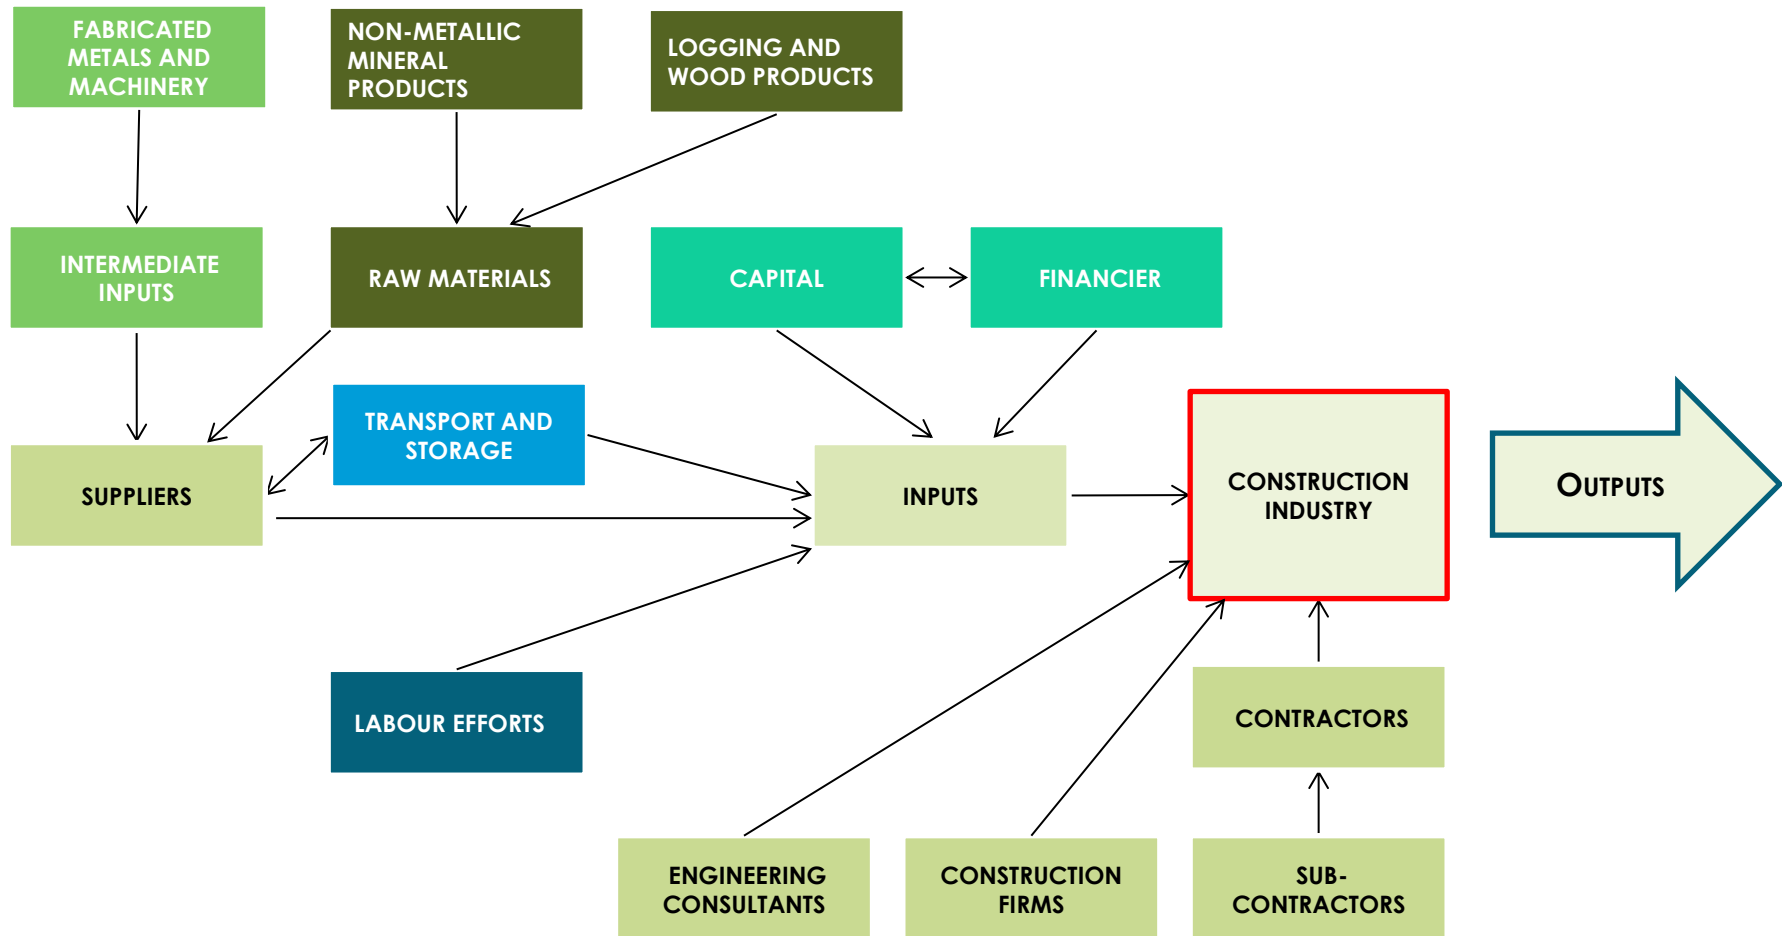 FABRICATED
METALS AND
MACHINERY
NON-METALLIC
MINERAL
PRODUCTS
LOGGING AND
WOOD PRODUCTS
INTERMEDIATE
INPUTS
RAW MATERIALS
CAPITAL
FINANCIER
TRANSPORT AND
STORAGE
SUPPLIERS
INPUTS
CONSTRUCTION
INDUSTRY
OUTPUTS
LABOUR EFFORTS
CONTRACTORS
ENGINEERING
CONSULTANTS
CONSTRUCTION
FIRMS
SUB-
CONTRACTORS